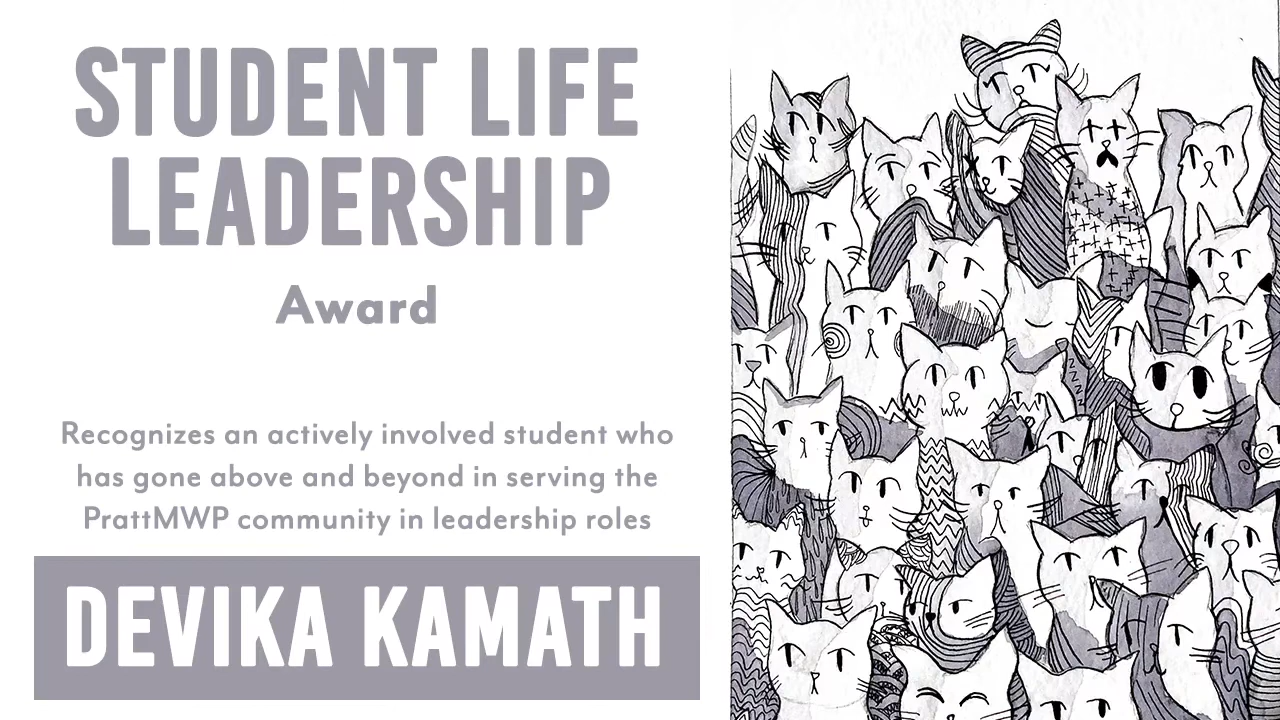 STUDENT LIFE
LEADERSHIP
Award
Recognizes an actively involved student who
has gone above and beyond in serving the
PrattMWP community in leadership roles
DEVIKA KAMATH